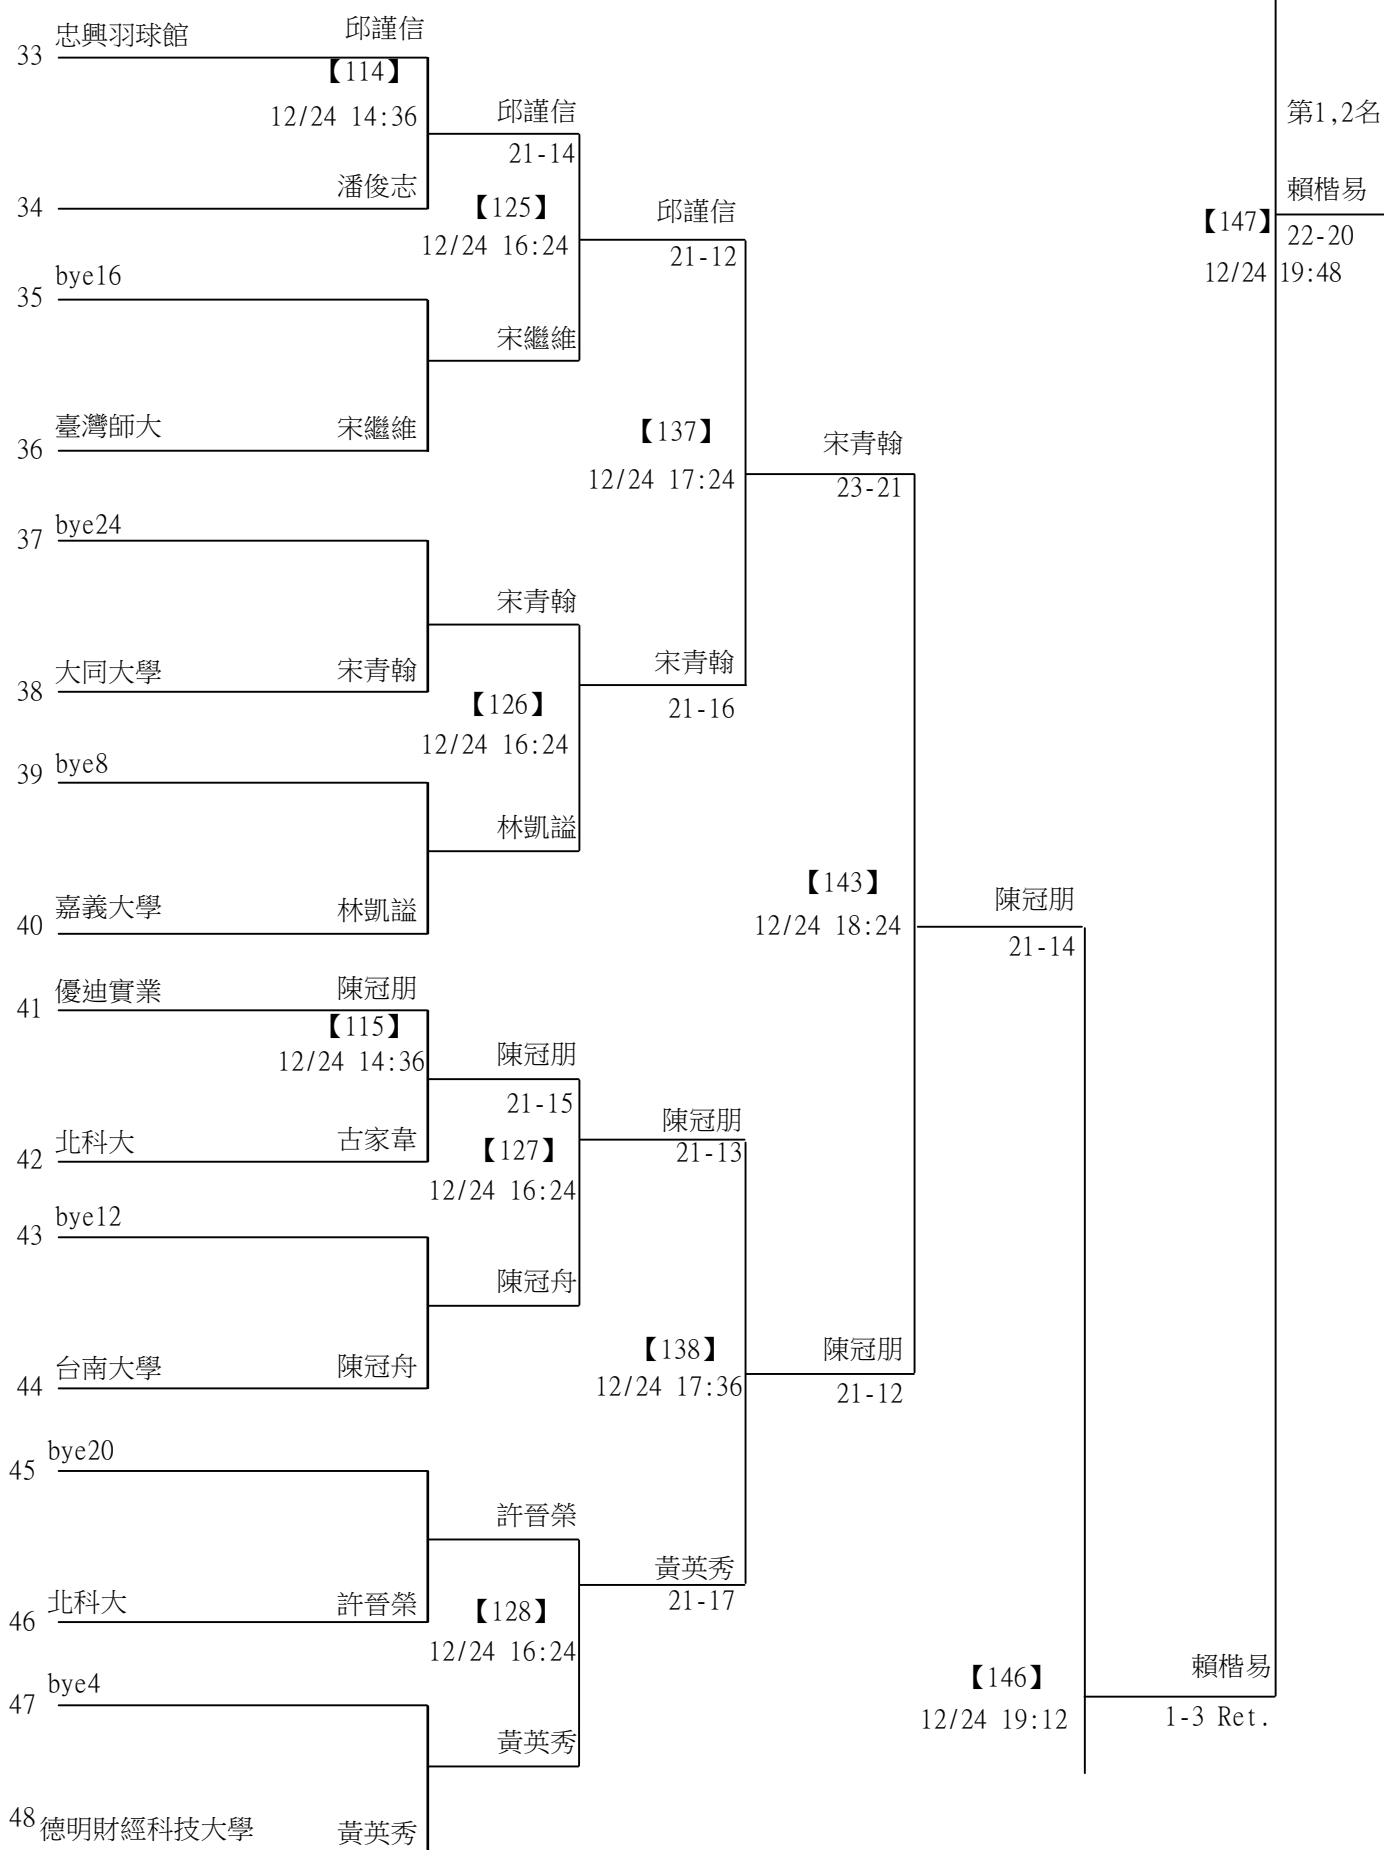 忠興羽球館 邱謹信
33
【114】
12/24 14:36
邱謹信
21-14
第1,2名
潘俊志
34
【125】
12/24 16:24
邱謹信
21-12
賴楷易
【147】
22-20
12/24 19:48
bye16
35
宋繼維
臺灣師大 宋繼維
36
【137】
12/24 17:24
宋青翰
23-21
bye24
37
宋青翰
大同大學 宋青翰
38
宋青翰
21-16
【126】
12/24 16:24
bye8
39
林凱謚
嘉義大學 林凱謚
40
【143】
12/24 18:24
陳冠朋
21-14
優迪實業 陳冠朋
41
【115】
12/24 14:36
陳冠朋
21-15
北科大 古家韋
42
【127】
12/24 16:24
陳冠朋
21-13
bye12
43
陳冠舟
台南大學 陳冠舟
44
【138】
12/24 17:36
陳冠朋
21-12
bye20
45
許晉榮
北科大 許晉榮
46
【128】
12/24 16:24
黃英秀
21-17
bye4
47
黃英秀
【146】
12/24 19:12
賴楷易
1-3 Ret.
48 德明財經科技大學 黃英秀